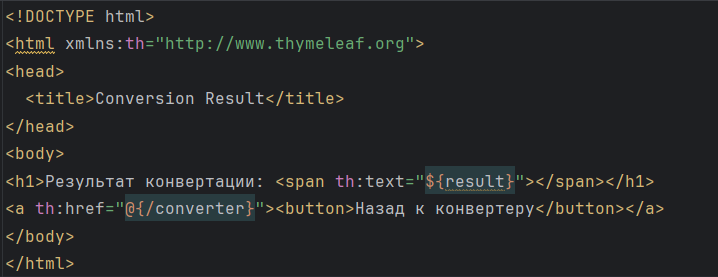 <!DOCTYPE html>
<html xmlns:th="http://www.thymeleaf.org">
<head>
  <title>Conversion Result</title>
</head>
<body>
<h1>Результат конвертации: <span th:text="${result}"></span></h1>
<a th:href="@{/converter}"><button>Назад к конвертеру</button></a>
</body>
</html>